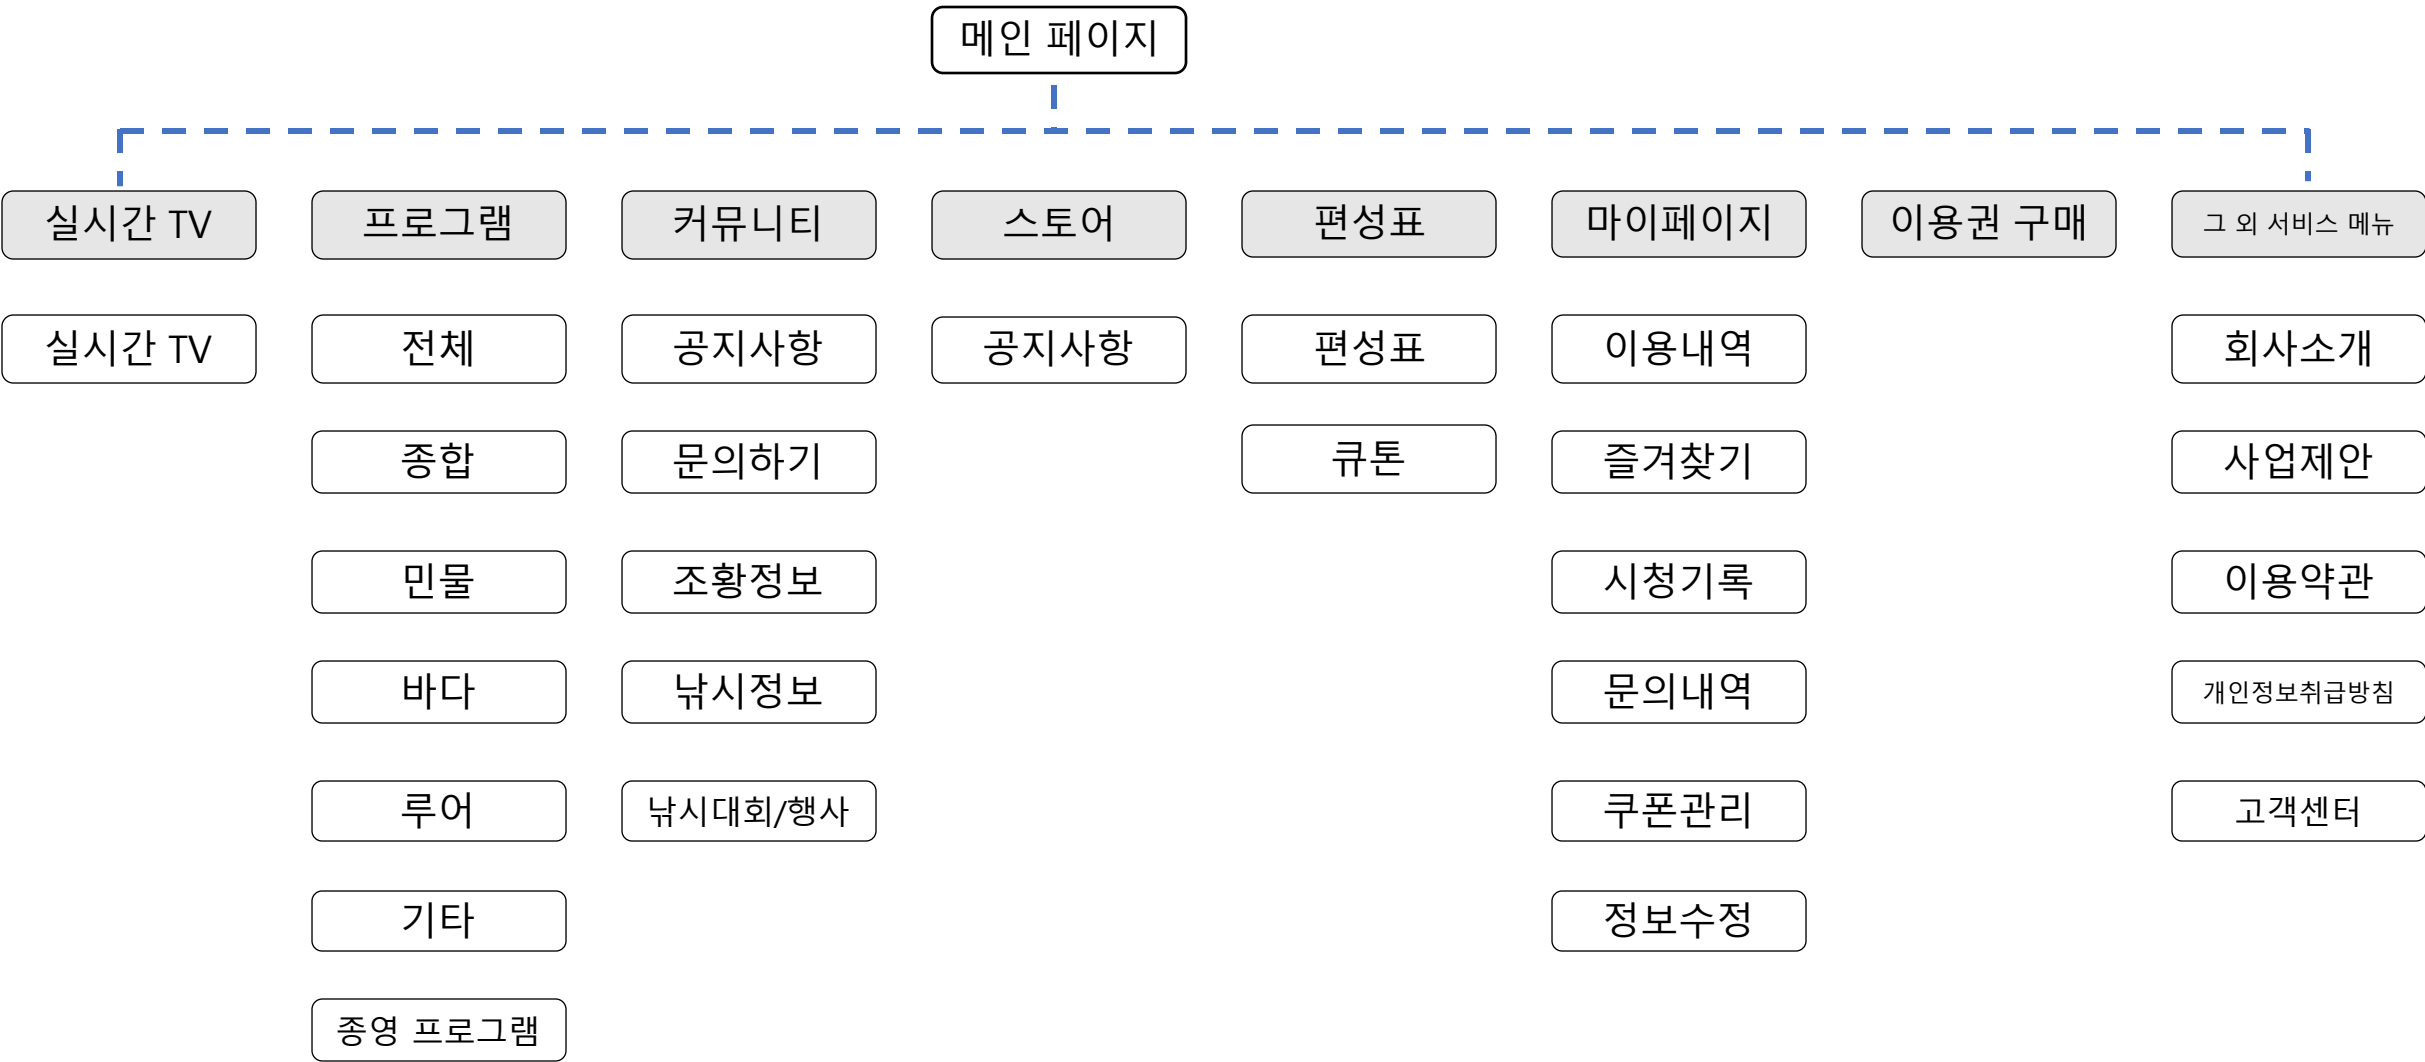 메인 페이지
실시간 TV
프로그램
커뮤니티
스토어
편성표
마이페이지
이용권 구매
그 외 서비스 메뉴
실시간 TV
전체
공지사항
공지사항
편성표
이용내역
회사소개
종합
문의하기
큐톤
즐겨찾기
사업제안
민물
조황정보
시청기록
이용약관
바다
낚시정보
문의내역
개인정보취급방침
루어
낚시대회/행사
쿠폰관리
고객센터
기타
정보수정
종영 프로그램